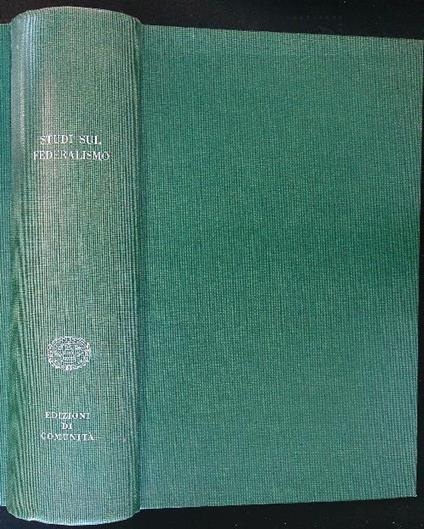 STUDI SUL
FEDERALISMO
EDIZIONI
DI
COMUNITÀ